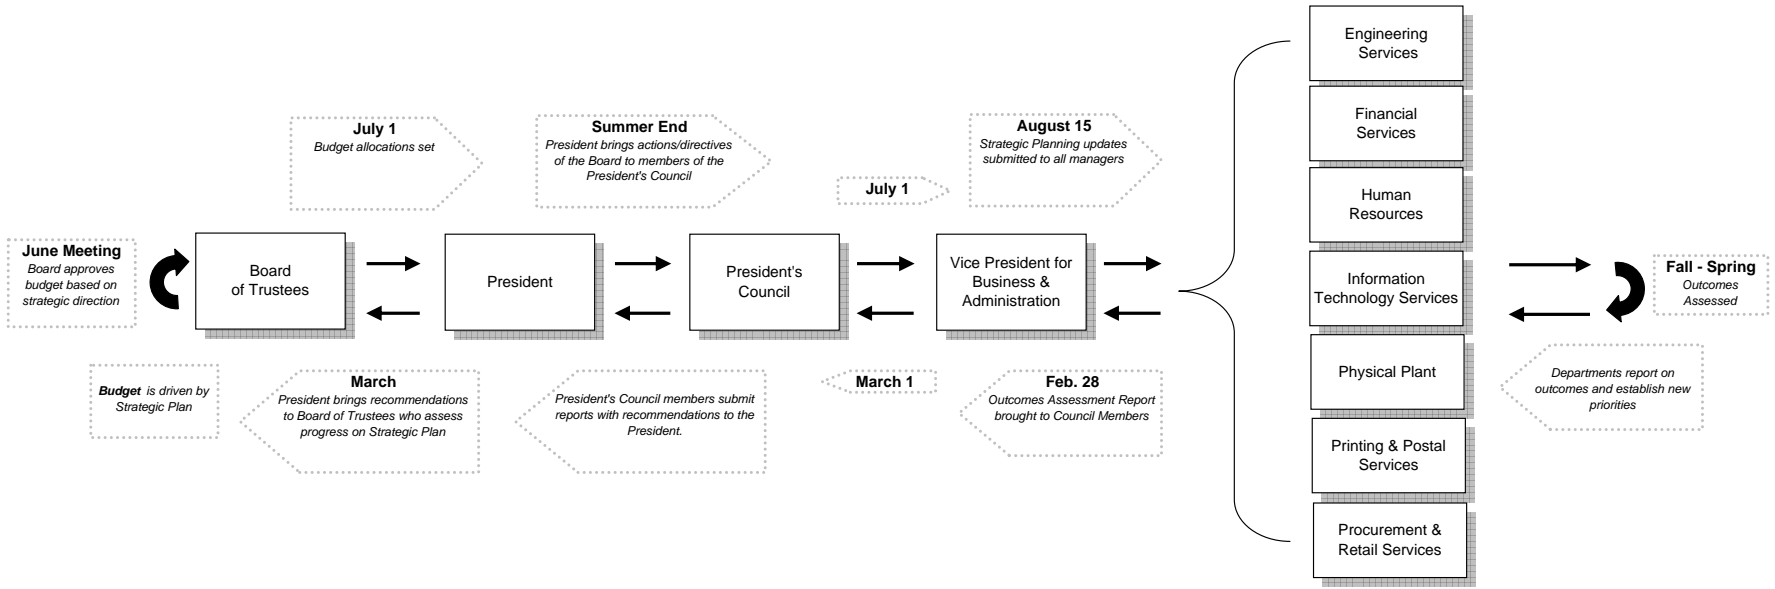 July 1
Budget allocations set
Summer End
President brings actions/directives
of the Board to members of the
President's Council
July 1
August 15
Strategic Planning updates
submitted to all managers
June Meeting
Board approves
budget based on
strategic direction
Board
of Trustees
President
President's
Council
Vice President for
Business &
Administration
Engineering
Services
Financial
Services
Human
Resources
Information
Technology Services
Physical Plant
Printing & Postal
Services
Procurement &
Retail Services
Fall - Spring
Outcomes
Assessed
Budget is driven by
Strategic Plan
March
President brings recommendations
to Board of Trustees who assess
progress on Strategic Plan
President's Council members submit
reports with recommendations to the
President.
March 1
Feb. 28
Outcomes Assessment Report
brought to Council Members
Departments report on
outcomes and establish new
priorities